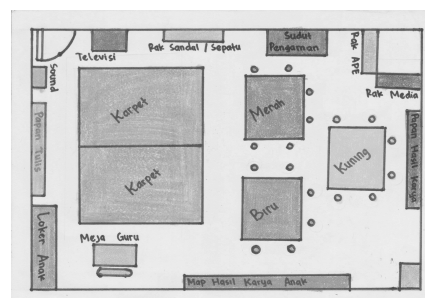 Televisi
Rak Sandal / Sepatu
Sudut
Pengaman
Rak APE
Rak Media
Sound
Papan Tulis
Loker Anak
Karpet
Karpet
Merah
Kuning
Biru
Papan Hasil Karya
Meja Guru
Map Hasil Karya Anak